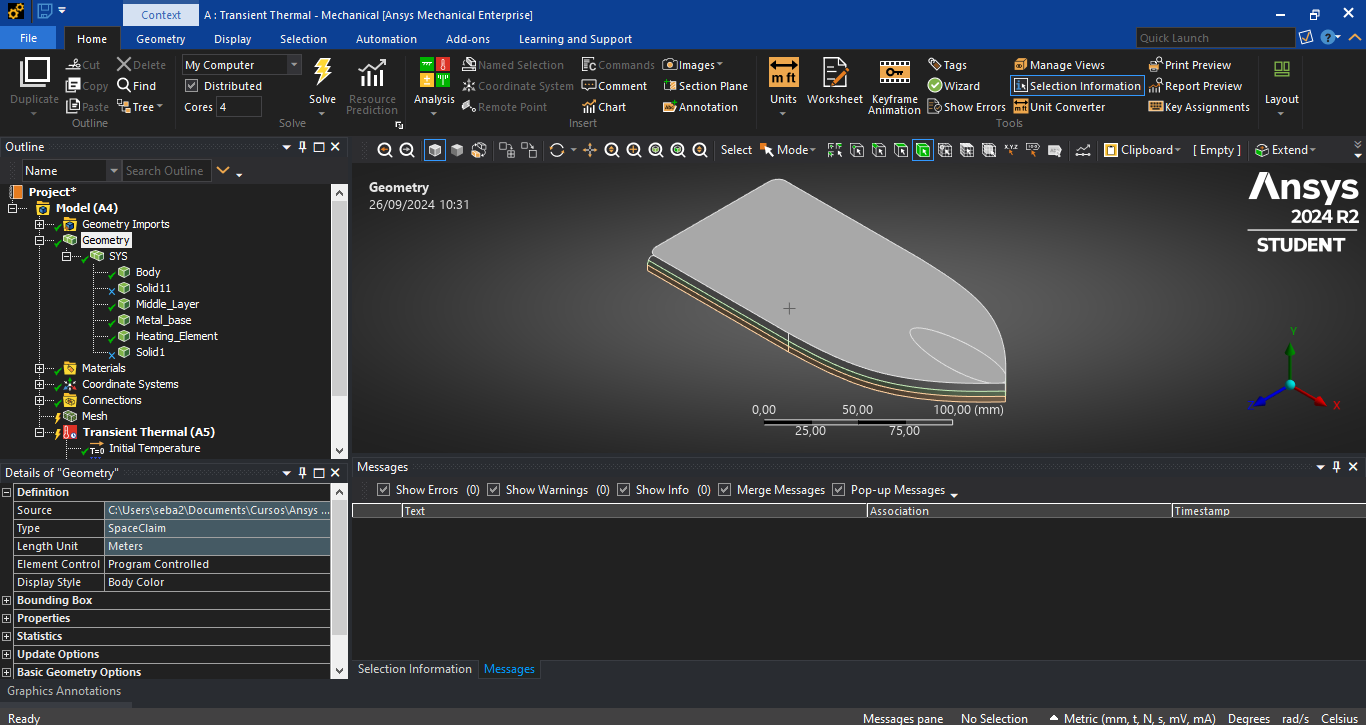 Context
A : Transient Thermal - Mechanical [Ansys Mechanical Enterprise]
File Home Geometry Display Selection Automation Add-ons Learning and Support Quick Launch
Cut Delete My Computer Named Selection Commands Images Tags Manage Views Print Preview
Copy Find Distributed Coordinate System Comment Section Plane Wizard Selection Information Report Preview
Duplicate Paste Tree Cores 4 Solve Resource Prediction Analysis Remote Point Chart Annotation Units Worksheet Keyframe Animation Show Errors Unit Converter Key Assignments Layout
Outline Solve Insert Tools
m ft
m ft
T=0
Outline
Select Mode X,Y,Z Clipboard [ Empty ] Extend
Name Search Outline
Project*
Model (A4)
Geometry Imports
Geometry
SYS
Body
Solid11
Middle_Layer
Metal_base
Heating_Element
Solid1
Materials
Coordinate Systems
Connections
Mesh
Transient Thermal (A5)
Initial Temperature
Geometry
26/09/2024 10:31
Ansys
2024 R2
STUDENT
Y
X
Z
0,00 50,00 100,00 (mm)
25,00 75,00
Details of "Geometry"
Definition
Source C:\Users\seba2\Documents\Cursos\Ansys ...
Type SpaceClaim
Length Unit Meters
Element Control Program Controlled
Display Style Body Color
Bounding Box
Properties
Statistics
Update Options
Basic Geometry Options
Graphics Annotations
Messages
Show Errors (0) Show Warnings (0) Show Info (0) Merge Messages Pop-up Messages
Text Association Timestamp
Selection Information Messages
Ready Messages pane No Selection Metric (mm, t, N, s, mV, mA) Degrees rad/s Celsius